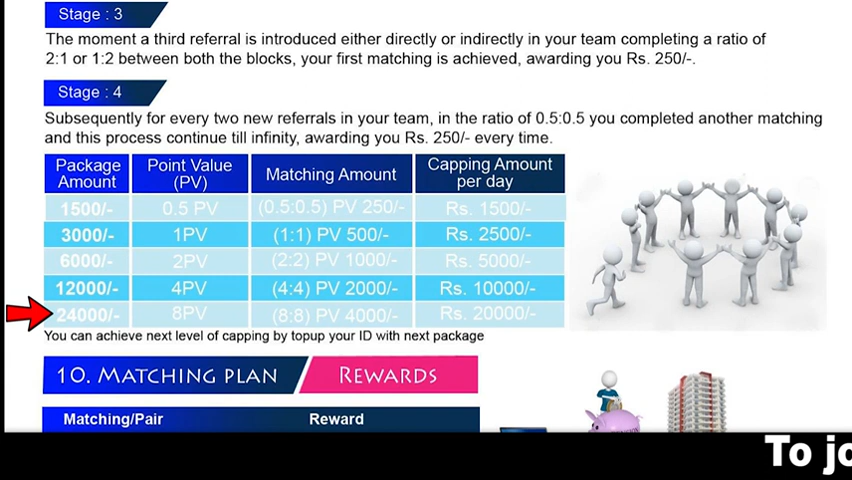 Stage : 3
The moment a third referral is introduced either directly or indirectly in your team completing a ratio of
2:1 or 1:2 between both the blocks, your first matching is achieved, awarding you Rs. 250/-.
Stage : 4
Subsequently for every two new referrals in your team, in the ratio of 0.5:0.5 you completed another matching
and this process continue till infinity, awarding you Rs. 250/- every time.
Package Amount Point Value (PV) Matching Amount Capping Amount per day
1500/- 0.5 PV (0.5:0.5) PV 250/- Rs. 1500/-
3000/- 1PV (1:1) PV 500/- Rs. 2500/-
6000/- 2PV (2:2) PV 1000/- Rs. 5000/-
12000/- 4PV (4:4) PV 2000/- Rs. 10000/-
24000/- 8PV (8:8) PV 4000/- Rs. 20000/-
You can achieve next level of capping by topup your ID with next package
10. Matching plan Rewards
Matching/Pair Reward
To jo